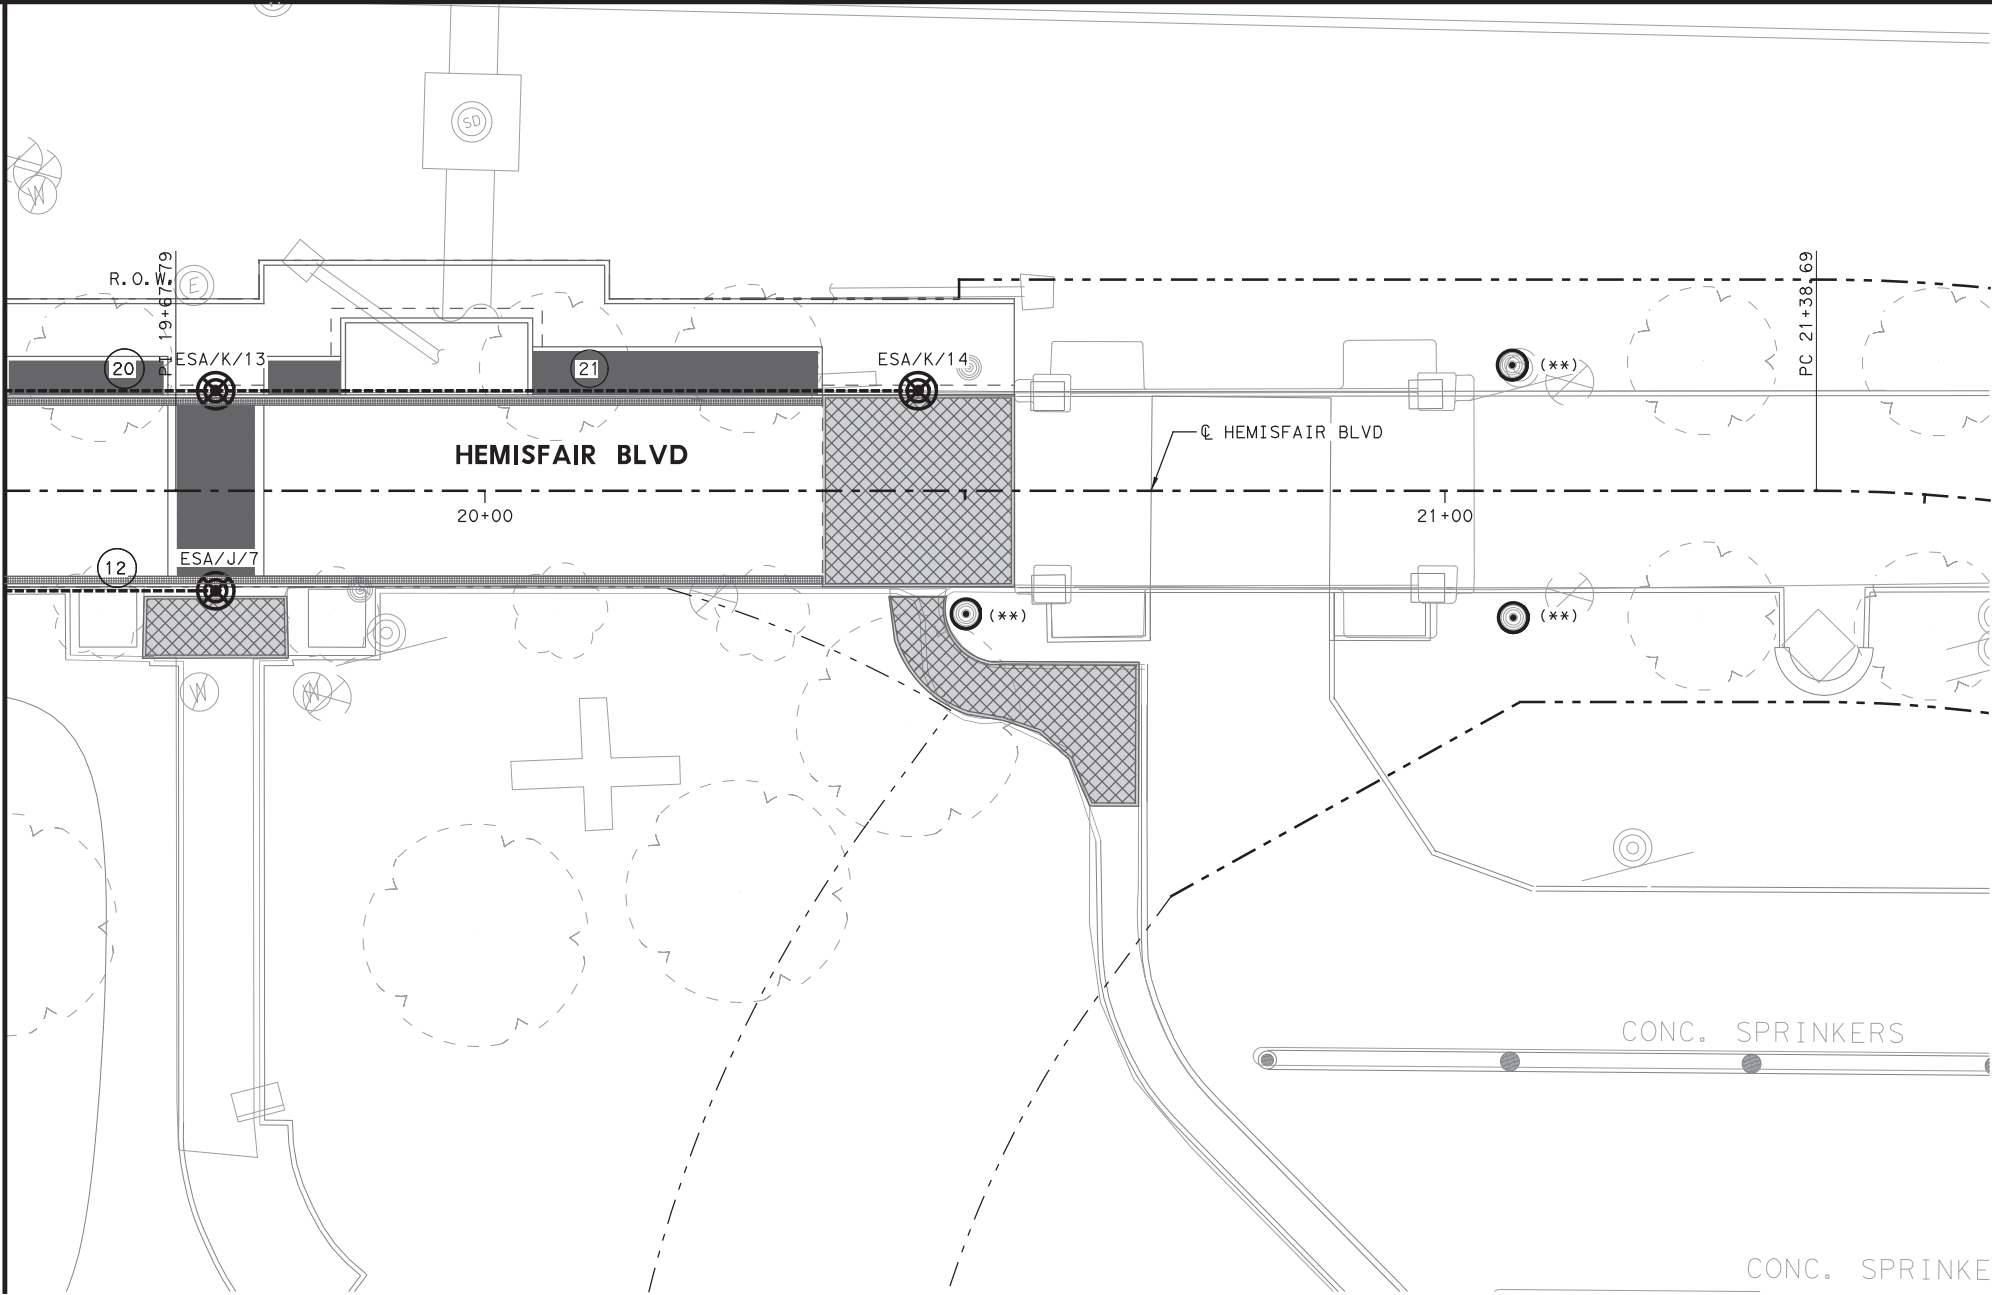 SD
W
R.O.W.
E
PI 19+67.79
PC 21+38.69
20
ESA/K/13
21
ESA/K/14
(**)
℄ HEMISFAIR BLVD
HEMISFAIR BLVD
20+00
21+00
12
ESA/J/7
(**)
(**)
W
W
CONC. SPRINKERS
CONC. SPRINKE